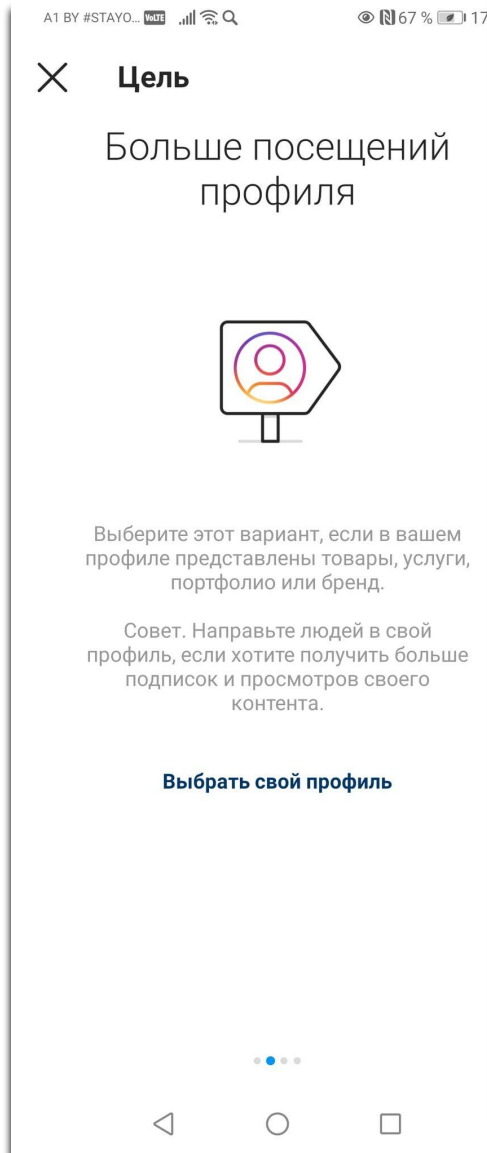 A1 BY #STAYO... VoLTE 67 % 17
Цель
Больше посещений
профиля
Выберите этот вариант, если в вашем
профиле представлены товары, услуги,
портфолио или бренд.
Совет. Направьте людей в свой
профиль, если хотите получить больше
подписок и просмотров своего
контента.
Выбрать свой профиль